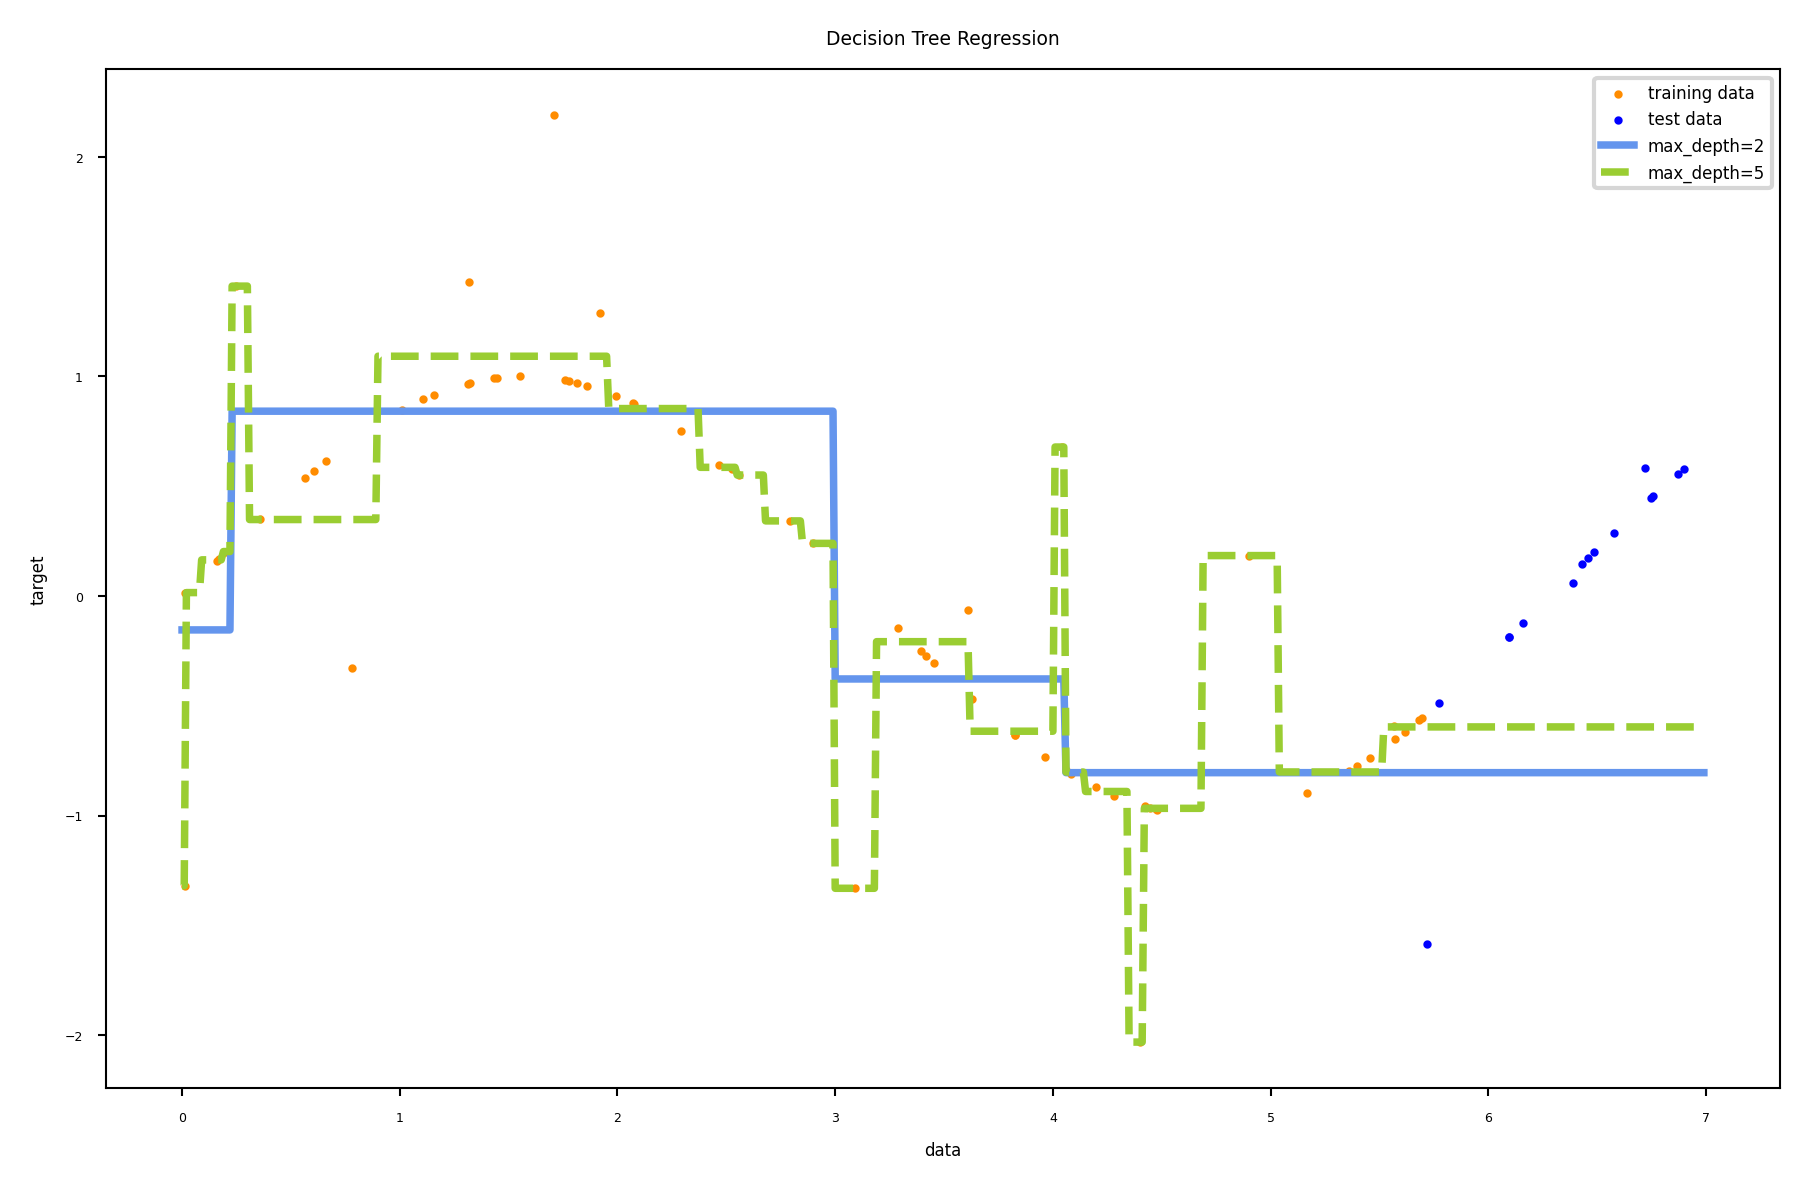 Decision Tree Regression
training data
test data
max_depth=2
max_depth=5
2
1
0
−1
−2
target
0 1 2 3 4 5 6 7
data